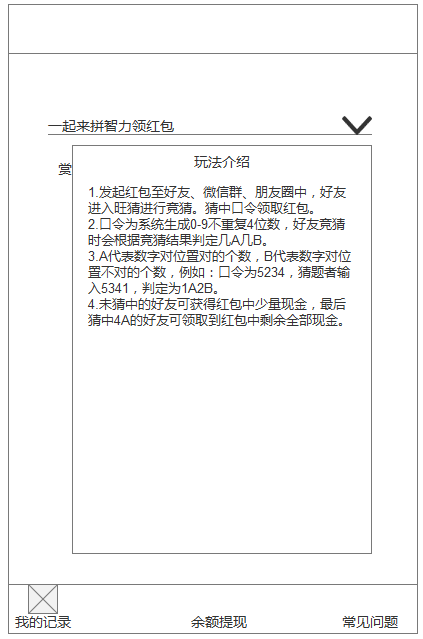 一起来拼智力领红包
赏
玩法介绍
1.发起红包至好友、微信群、朋友圈中，好友
进入旺猜进行竞猜。猜中口令领取红包。
2.口令为系统生成0-9不重复4位数，好友竞猜
时会根据竞猜结果判定几A几B。
3.A代表数字对位置对的个数，B代表数字对位
置不对的个数，例如：口令为5234，猜题者输
入5341，判定为1A2B。
4.未猜中的好友可获得红包中少量现金，最后
猜中4A的好友可领取到红包中剩余全部现金。
我的记录
余额提现
常见问题